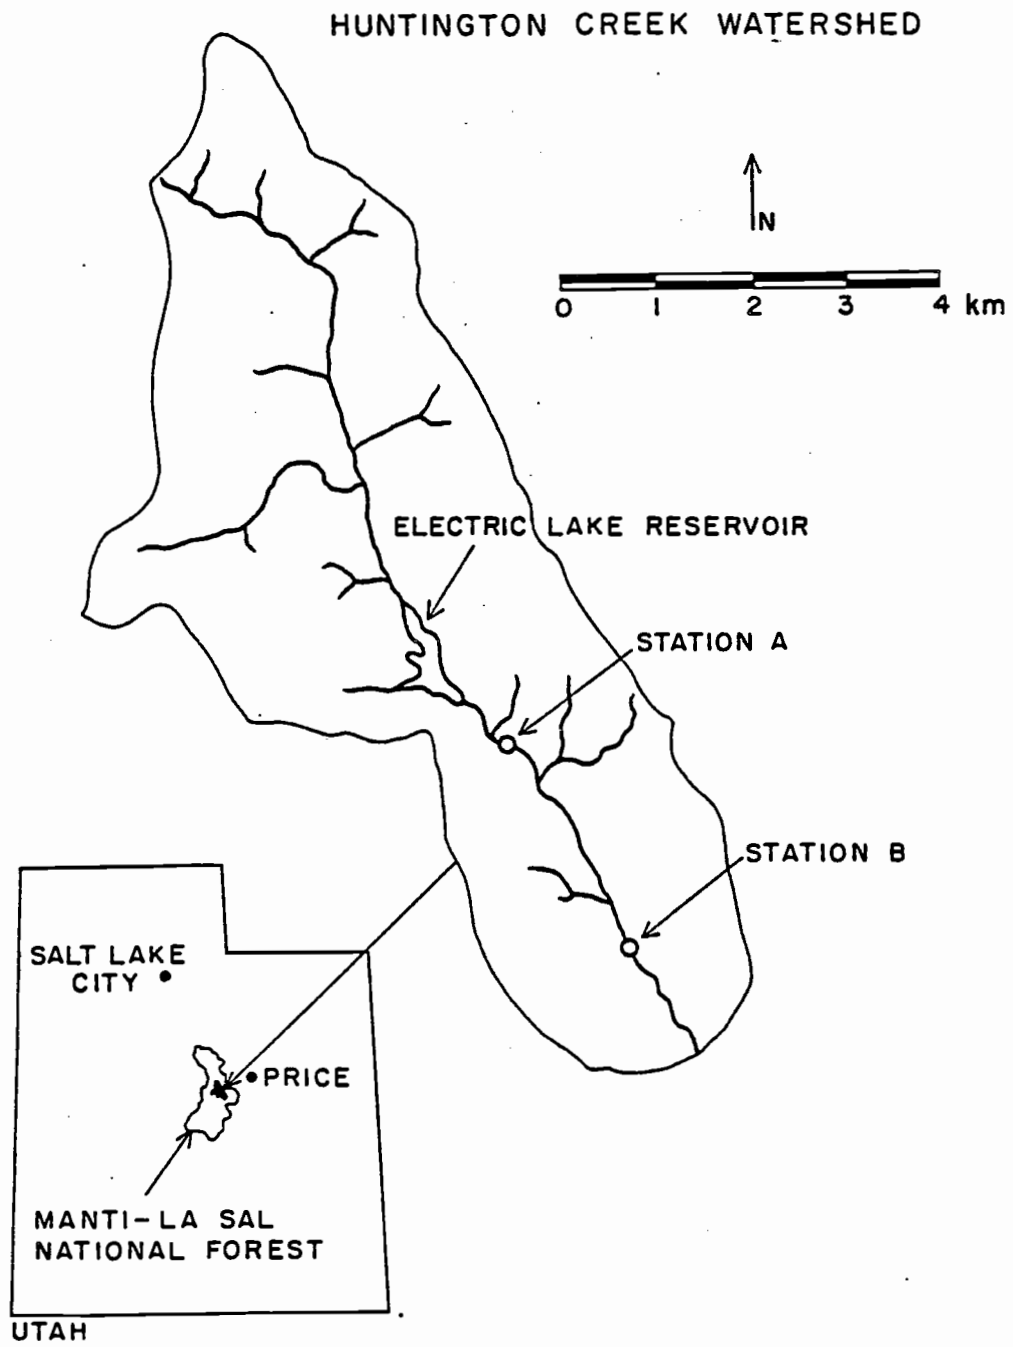 HUNTINGTON CREEK WATERSHED
N
0 1 2 3 4 km
ELECTRIC LAKE RESERVOIR
STATION A
STATION B
SALT LAKE
CITY
PRICE
MANTI-LA SAL
NATIONAL FOREST
UTAH